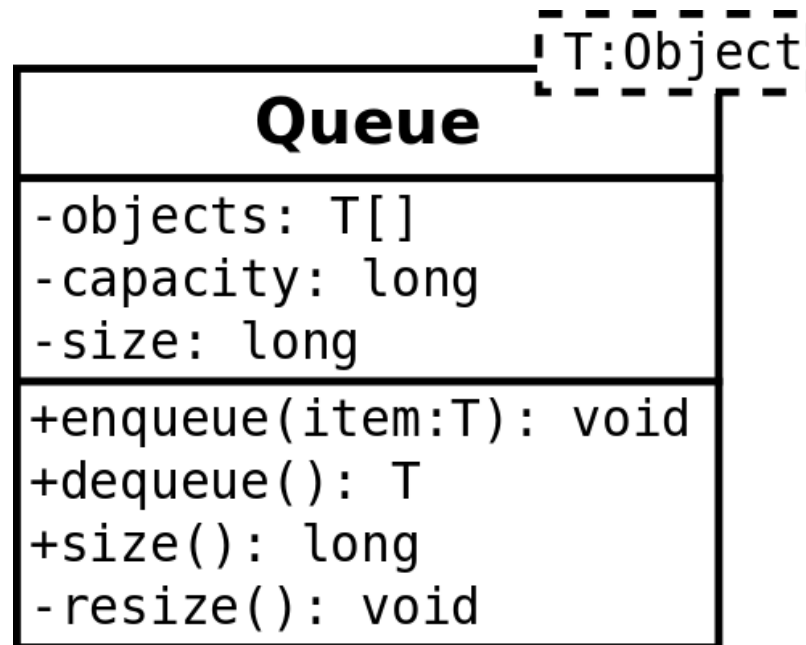 T:Object
Queue
-objects: T[]
-capacity: long
-size: long
+enqueue(item:T): void
+dequeue(): T
+size(): long
-resize(): void